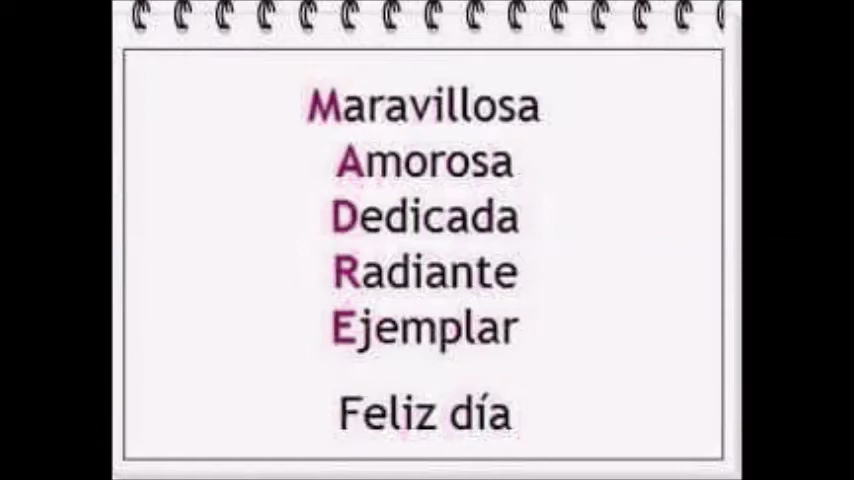 Maravillosa
Amorosa
Dedicada
Radiante
Ejemplar
Feliz día